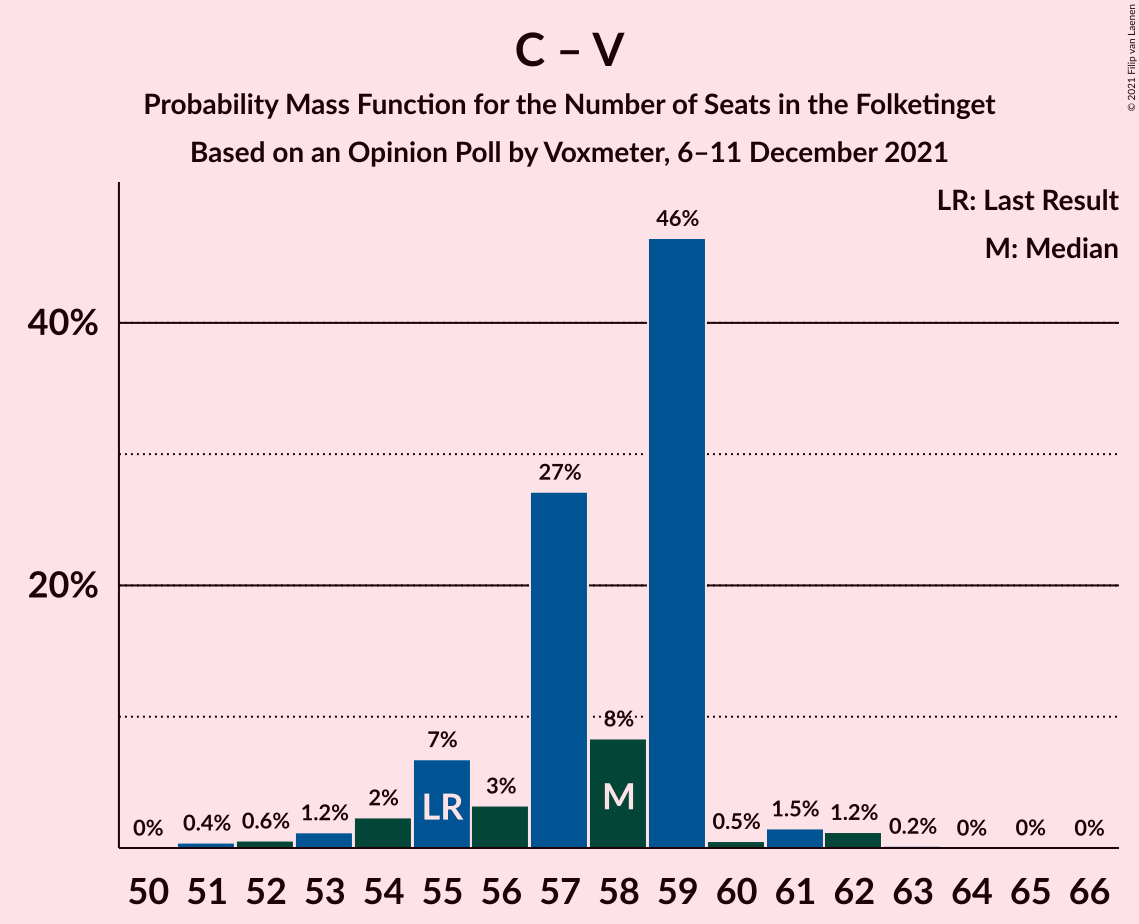 C – V
Probability Mass Function for the Number of Seats in the Folketinget
Based on an Opinion Poll by Voxmeter, 6–11 December 2021
© 2021 Filip van Laenen
LR: Last Result
M: Median
40%
20%
0%
0.4%
0.6%
1.2%
2%
7%
3%
27%
8%
46%
0.5%
1.5%
1.2%
0.2%
0%
0%
0%
LR
M
50 51 52 53 54 55 56 57 58 59 60 61 62 63 64 65 66